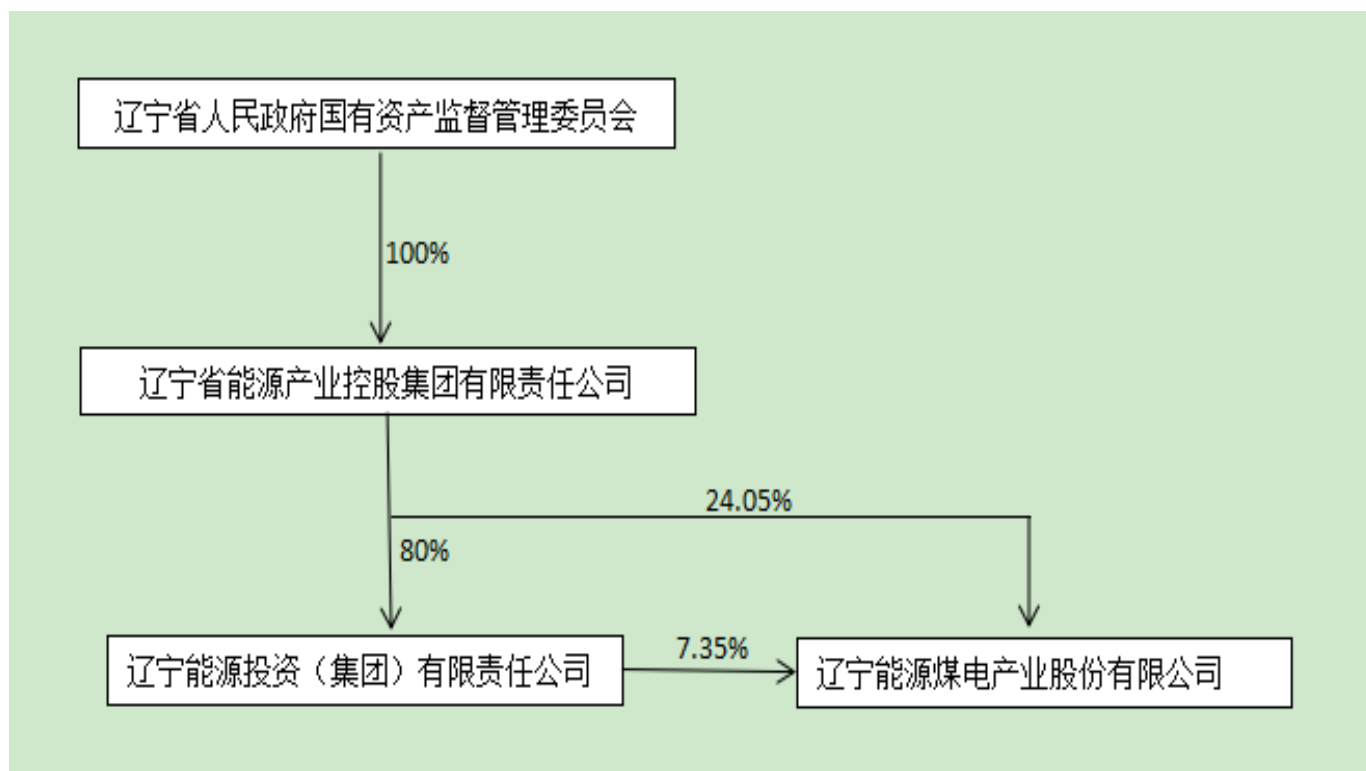 辽宁省人民政府国有资产监督管理委员会
100%
辽宁省能源产业控股集团有限责任公司
24.05%
80%
辽宁能源投资（集团）有限责任公司
7.35%
辽宁能源煤电产业股份有限公司